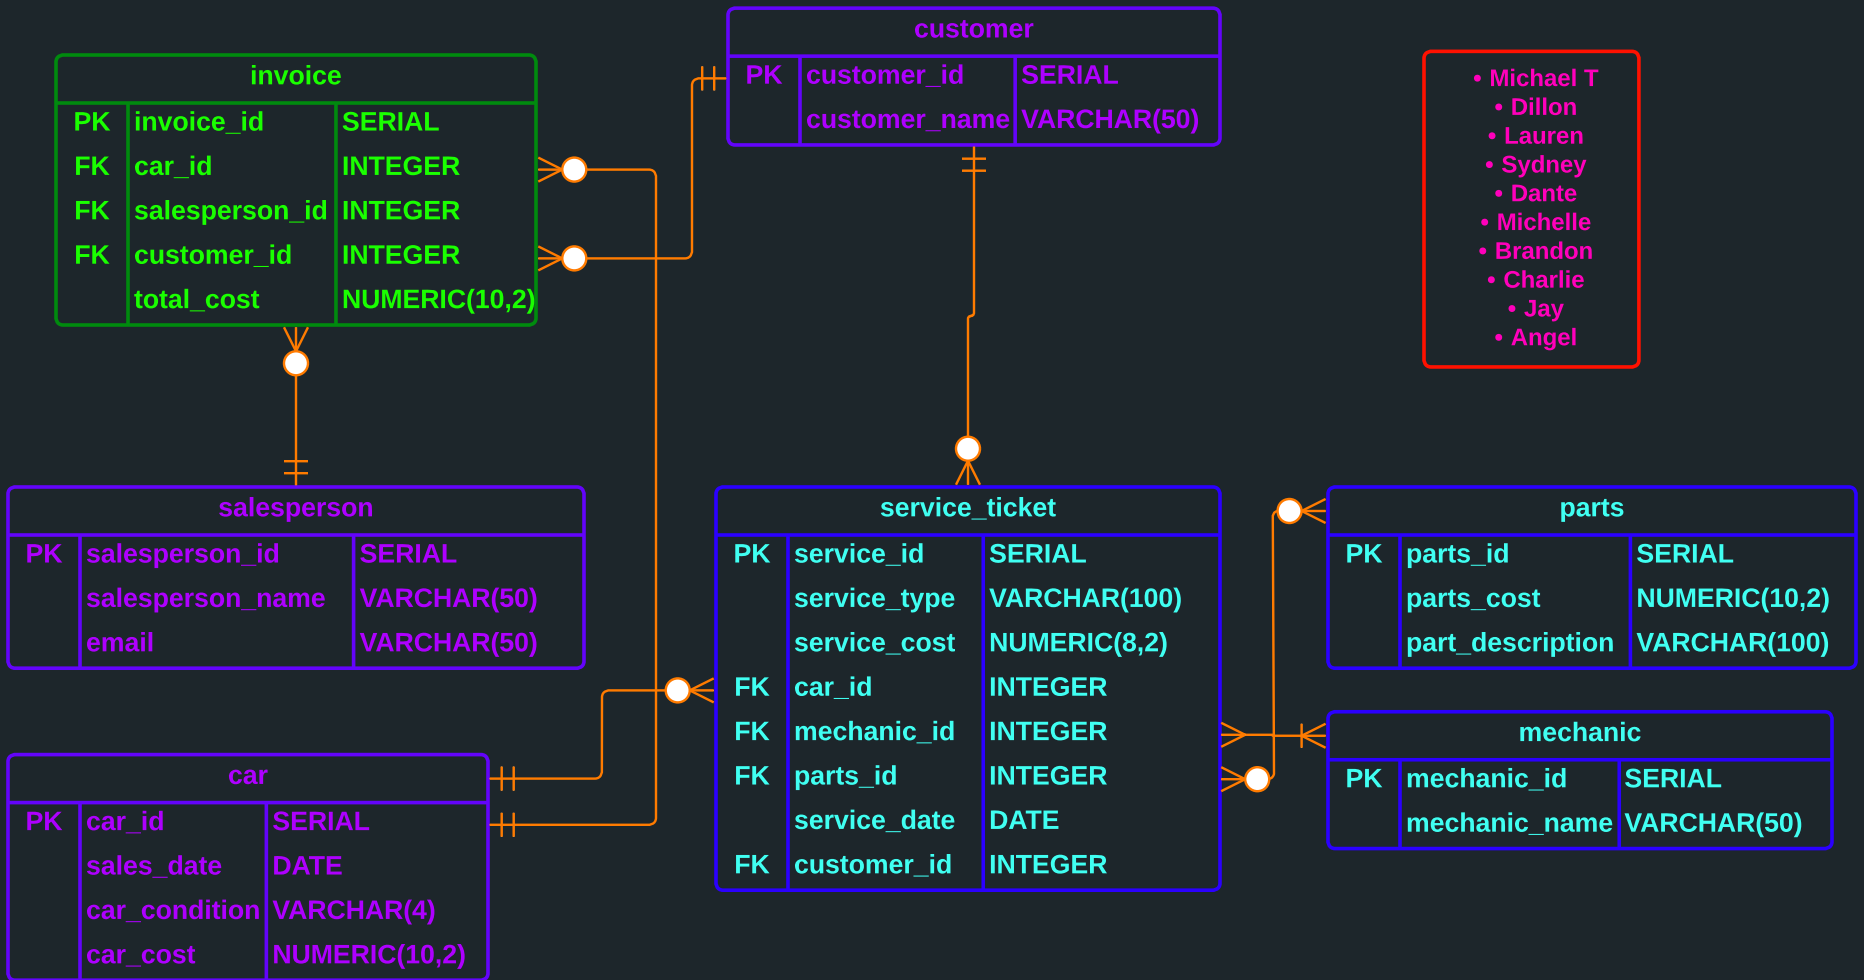 customer
PK customer_id SERIAL
customer_name VARCHAR(50)
invoice
PK invoice_id SERIAL
FK car_id INTEGER
FK salesperson_id INTEGER
FK customer_id INTEGER
total_cost NUMERIC(10,2)
• Michael T
• Dillon
• Lauren
• Sydney
• Dante
• Michelle
• Brandon
• Charlie
• Jay
• Angel
salesperson
PK salesperson_id SERIAL
salesperson_name VARCHAR(50)
email VARCHAR(50)
service_ticket
PK service_id SERIAL
service_type VARCHAR(100)
service_cost NUMERIC(8,2)
FK car_id INTEGER
FK mechanic_id INTEGER
FK parts_id INTEGER
service_date DATE
FK customer_id INTEGER
parts
PK parts_id SERIAL
parts_cost NUMERIC(10,2)
part_description VARCHAR(100)
mechanic
PK mechanic_id SERIAL
mechanic_name VARCHAR(50)
car
PK car_id SERIAL
sales_date DATE
car_condition VARCHAR(4)
car_cost NUMERIC(10,2)